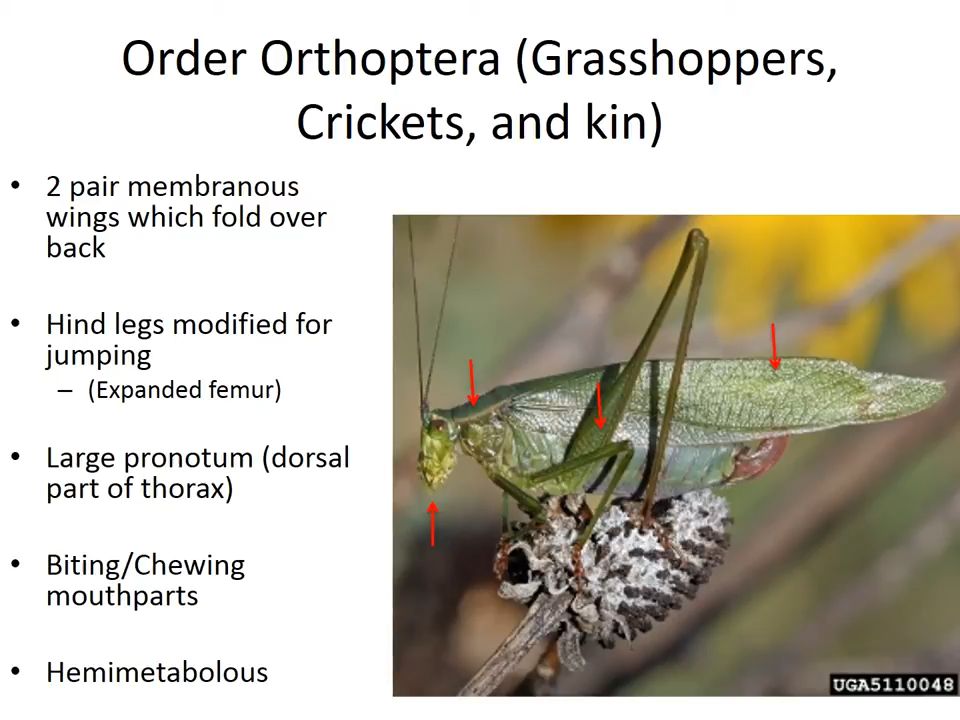 Order Orthoptera (Grasshoppers,
Crickets, and kin)
• 2 pair membranous
wings which fold over
back
• Hind legs modified for
jumping
– (Expanded femur)
• Large pronotum (dorsal
part of thorax)
• Biting/Chewing
mouthparts
• Hemimetabolous
UGA5110048